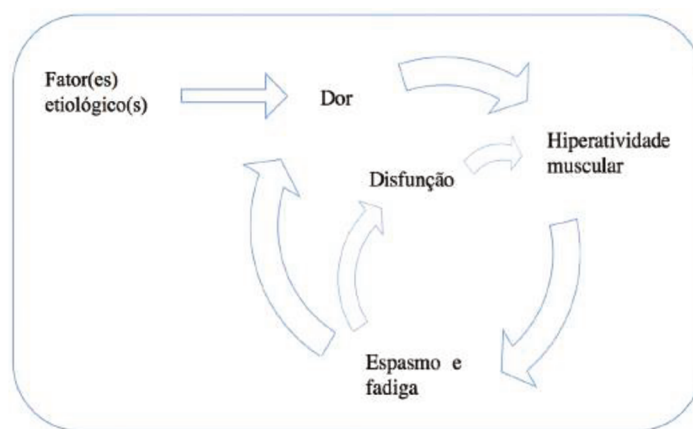 Fator(es)
etiológico(s)
Dor
Hiperatividade
muscular
Disfunção
Espasmo e
fadiga